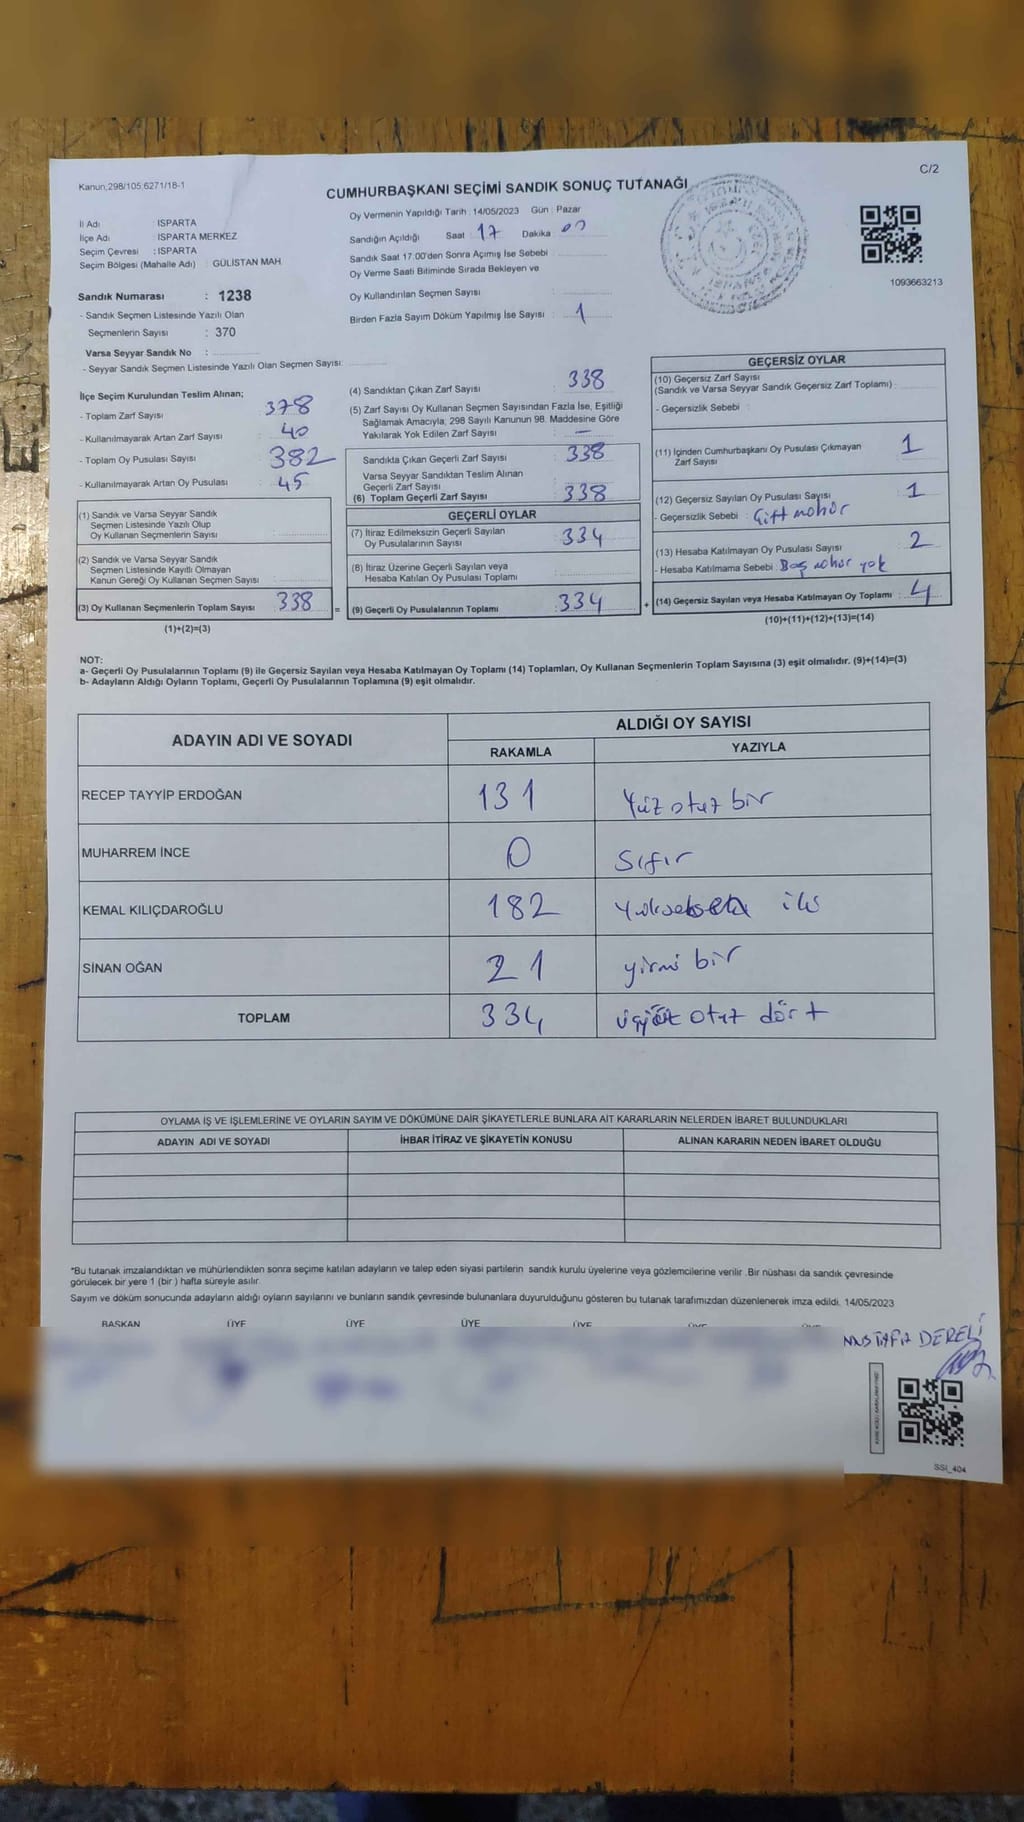 Kanun,298/105;6271/18-1
C/2
CUMHURBAŞKANI SEÇİMİ SANDIK SONUÇ TUTANAĞI
İl Adı ISPARTA
İlçe Adı ISPARTA MERKEZ
Seçim Çevresi : ISPARTA
Seçim Bölgesi (Mahalle Adı) : GÜLİSTAN MAH.
Sandık Numarası : 1238
- Sandık Seçmen Listesinde Yazılı Olan
Seçmenlerin Sayısı : 370
Varsa Seyyar Sandık No :
- Seyyar Sandık Seçmen Listesinde Yazılı Olan Seçmen Sayısı:
Oy Vermenin Yapıldığı Tarih : 14/05/2023 Gün : Pazar
Sandığın Açıldığı Saat : 17 Dakika : 00
Sandık Saat 17.00'den Sonra Açımış İse Sebebi :
Oy Verme Saati Bitiminde Sırada Bekleyen ve
Oy Kullandırılan Seçmen Sayısı :
Birden Fazla Sayım Döküm Yapılmış İse Sayısı : 1
1093663213
İlçe Seçim Kurulundan Teslim Alınan;
- Toplam Zarf Sayısı : 378
- Kullanılmayarak Artan Zarf Sayısı : 40
- Toplam Oy Pusulası Sayısı : 382
- Kullanılmayarak Artan Oy Pusulası : 45
(1) Sandık ve Varsa Seyyar Sandık
Seçmen Listesinde Yazılı Olup
Oy Kullanan Seçmenlerin Sayısı :
(2) Sandık ve Varsa Seyyar Sandık
Seçmen Listesinde Kayıtlı Olmayan
Kanun Gereği Oy Kullanan Seçmen Sayısı :
(3) Oy Kullanan Seçmenlerin Toplam Sayısı : 338 =
(1)+(2)=(3)
(4) Sandıktan Çıkan Zarf Sayısı : 338
(5) Zarf Sayısı Oy Kullanan Seçmen Sayısından Fazla İse, Eşitliği
Sağlamak Amacıyla, 298 Sayılı Kanunun 98. Maddesine Göre
Yakılarak Yok Edilen Zarf Sayısı : —
Sandıkta Çıkan Geçerli Zarf Sayısı : 338
Varsa Seyyar Sandıktan Teslim Alınan
Geçerli Zarf Sayısı :
(6) Toplam Geçerli Zarf Sayısı : 338
GEÇERLİ OYLAR
(7) İtiraz Edilmeksizin Geçerli Sayılan
Oy Pusulalarının Sayısı : 334
(8) İtiraz Üzerine Geçerli Sayılan veya
Hesaba Katılan Oy Pusulası Toplamı :
(9) Geçerli Oy Pusulalarının Toplamı : 334 +
GEÇERSİZ OYLAR
(10) Geçersiz Zarf Sayısı
(Sandık ve Varsa Seyyar Sandık Geçersiz Zarf Toplamı) :
- Geçersizlik Sebebi :
(11) İçinden Cumhurbaşkanı Oy Pusulası Çıkmayan
Zarf Sayısı : 1
(12) Geçersiz Sayılan Oy Pusulası Sayısı : 1
- Geçersizlik Sebebi : Çift mühür
(13) Hesaba Katılmayan Oy Pusulası Sayısı : 2
- Hesaba Katılmama Sebebi : Boş mühür yok
(14) Geçersiz Sayılan veya Hesaba Katılmayan Oy Toplamı : 4
(10)+(11)+(12)+(13)=(14)
NOT:
a- Geçerli Oy Pusulalarının Toplamı (9) ile Geçersiz Sayılan veya Hesaba Katılmayan Oy Toplamı (14) Toplamları, Oy Kullanan Seçmenlerin Toplam Sayısına (3) eşit olmalıdır. (9)+(14)=(3)
b- Adayların Aldığı Oyların Toplamı, Geçerli Oy Pusulalarının Toplamına (9) eşit olmalıdır.
ADAYIN ADI VE SOYADI ALDIĞI OY SAYISI
RAKAMLA YAZIYLA
RECEP TAYYİP ERDOĞAN 131 Yüz otuz bir
MUHARREM İNCE 0 Sıfır
KEMAL KILIÇDAROĞLU 182 Yüksekseta iki
SİNAN OĞAN 21 yirmi bir
TOPLAM 334 üçyüz otuz dört
OYLAMA İŞ VE İŞLEMLERİNE VE OYLARIN SAYIM VE DÖKÜMÜNE DAİR ŞİKAYETLERLE BUNLARA AİT KARARLARIN NELERDEN İBARET BULUNDUKLARI
ADAYIN ADI VE SOYADI İHBAR İTİRAZ VE ŞİKAYETİN KONUSU ALINAN KARARIN NEDEN İBARET OLDUĞU
*Bu tutanak imzalandıktan ve mühürlendikten sonra seçime katılan adayların ve talep eden siyasi partilerin sandık kurulu üyelerine veya gözlemcilerine verilir .Bir nüshası da sandık çevresinde
görülecek bir yere 1 (bir ) hafta süreyle asılır.
Sayım ve döküm sonucunda adayların aldığı oyların sayılarını ve bunların sandık çevresinde bulunanlara duyurulduğunu gösteren bu tutanak tarafımızdan düzenlenerek imza edildi. 14/05/2023
BAŞKAN ÜYE ÜYE ÜYE ÜYE ÜYE
MUSTAFA DERELİ
SSI_404